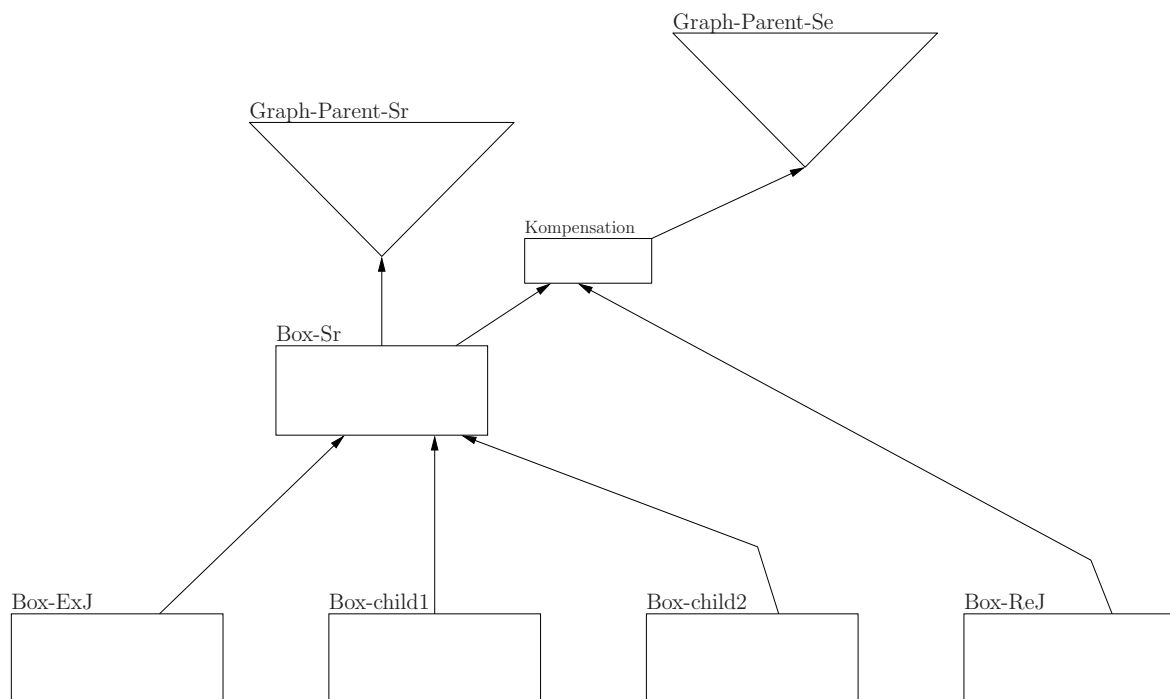 Graph-Parent-Se
Graph-Parent-Sr
Kompensation
Box-Sr
Box-ExJ
Box-child1
Box-child2
Box-ReJ